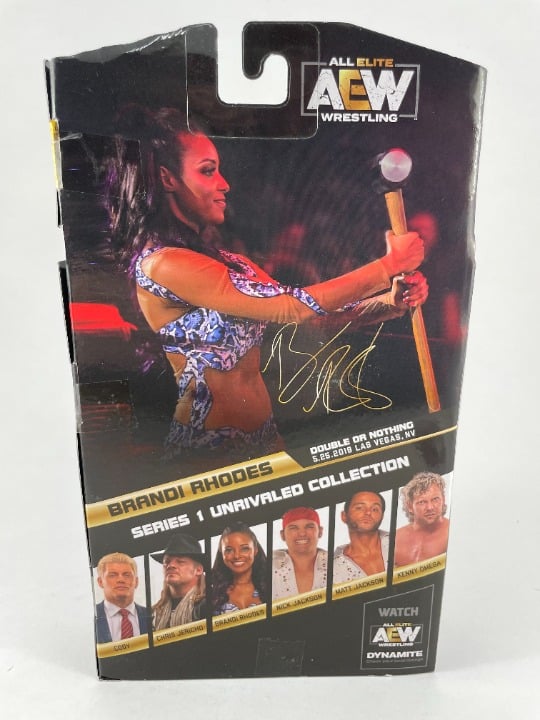 ALL ELITE
AEW
WRESTLING
DOUBLE OR NOTHING
5.25.2019 LAS VEGAS, NV
BRANDI RHODES
SERIES 1 UNRIVALED COLLECTION
CODY
CHRIS JERICHO
BRANDI RHODES
NICK JACKSON
MATT JACKSON
KENNY OMEGA
WATCH
ALL ELITE
AEW
WRESTLING
DYNAMITE